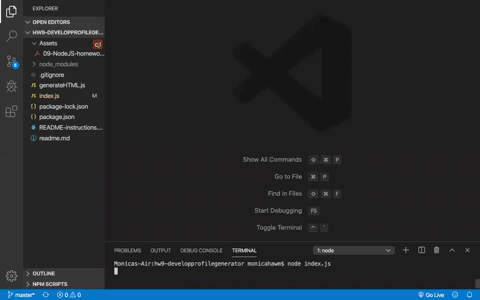 EXPLORER
OPEN EDITORS
HW9-DEVELOPPROFILEGE...
Assets
cj
09-NodeJS-homewo...
node_modules
.gitignore
generateHTML.js
index.js M
package-lock.json
package.json
README-instructions....
readme.md
OUTLINE
NPM SCRIPTS
Show All Commands ⇧ ⌘ P
Go to File ⌘ P
Find in Files ⇧ ⌘ F
Start Debugging F5
Toggle Terminal ⌃ `
PROBLEMS OUTPUT DEBUG CONSOLE TERMINAL 1: node
Monicas-Air:hw9-developprofilegenerator monicahawm$ node index.js
master* 0 0 Go Live